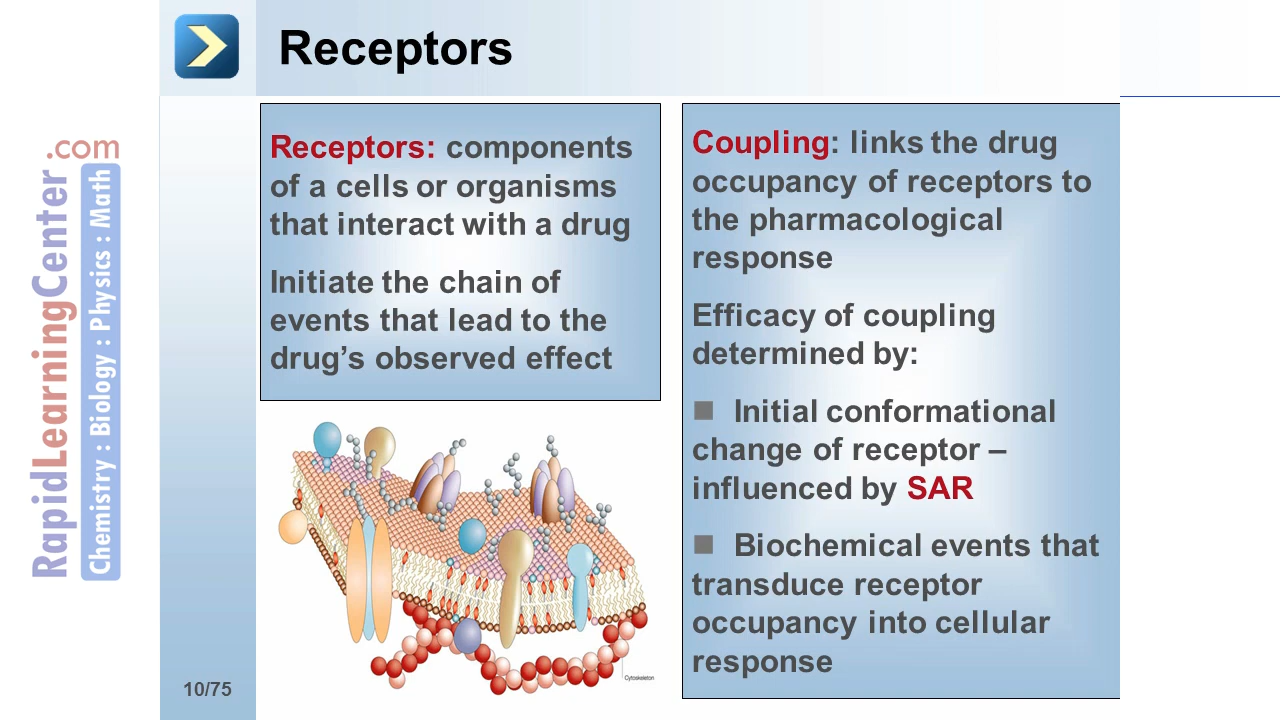 Receptors
RapidLearningCenter.com
Chemistry : Biology : Physics : Math
Receptors: components
of a cells or organisms
that interact with a drug
Initiate the chain of
events that lead to the
drug’s observed effect
Cytoskeleton
Coupling: links the drug
occupancy of receptors to
the pharmacological
response
Efficacy of coupling
determined by:
■ Initial conformational
change of receptor –
influenced by SAR
■ Biochemical events that
transduce receptor
occupancy into cellular
response
10/75